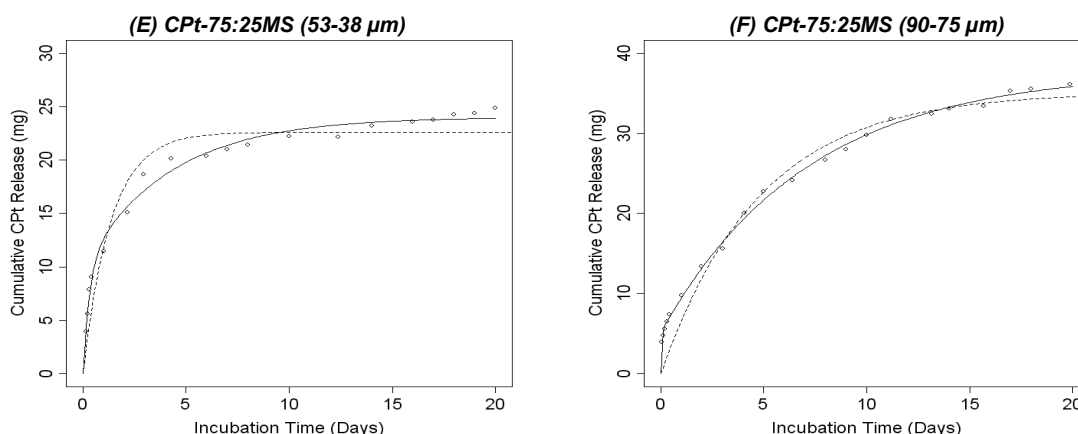 (E) CPt-75:25MS (53-38 µm)
Cumulative CPt Release (mg)
30
25
20
15
10
5
0
0 5 10 15 20
Incubation Time (Days)
(F) CPt-75:25MS (90-75 µm)
Cumulative CPt Release (mg)
40
30
20
10
0
0 5 10 15 20
Incubation Time (Days)